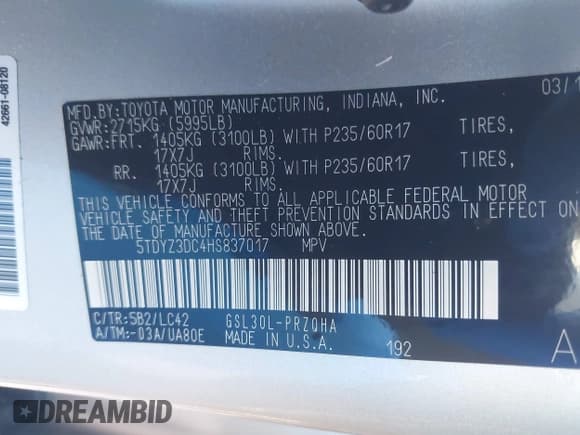 42661-08120
MFD.BY:TOYOTA MOTOR MANUFACTURING, INDIANA, INC. 03/1
GVWR:2715KG (5995LB)
GAWR:FRT. 1405KG (3100LB) WITH P235/60R17 TIRES,
17X7J RIMS.
RR. 1405KG (3100LB) WITH P235/60R17 TIRES,
17X7J RIMS.
THIS VEHICLE CONFORMS TO ALL APPLICABLE FEDERAL MOTOR
VEHICLE SAFETY AND THEFT PREVENTION STANDARDS IN EFFECT ON
THE DATE OF MANUFACTURE SHOWN ABOVE.
5TDYZ3DC4HS837017 MPV
C/TR:5B2/LC42 GSL30L-PRZQHA
A/TM:-03A/UA80E MADE IN U.S.A. 192 A
DREAMBID